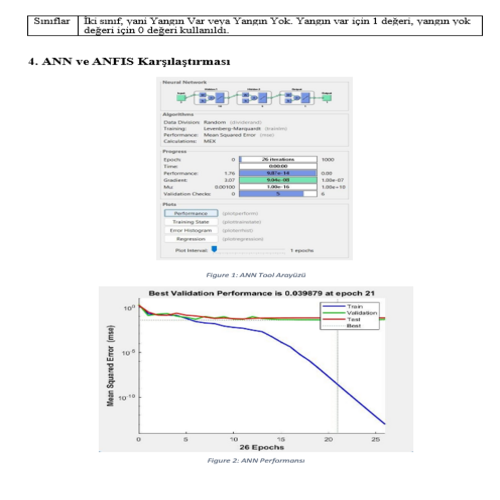 Sınıflar
İki sınıf, yani Yangın Var veya Yangın Yok. Yangın var için 1 değeri, yangın yok
değeri için 0 değeri kullanıldı.
4. ANN ve ANFIS Karşılaştırması
Neural Network
Algorithms
Data Division: Random (dividerand)
Training: Levenberg-Marquardt (trainlm)
Performance: Mean Squared Error (mse)
Calculations: MEX
Progress
Epoch: 0 26 iterations 1000
Time: 0:00:00
Performance: 1.76 9.87e-14 0.00
Gradient: 3.07 9.04e-08 1.00e-07
Mu: 0.00100 1.00e-16 1.00e+10
Validation Checks: 0 5 6
Plots
Performance (plotperform)
Training State (plottrainstate)
Error Histogram (ploterrhist)
Regression (plotregression)
Plot Interval: 1 epochs
Figure 1: ANN Tool Arayüzü
Best Validation Performance is 0.039879 at epoch 21
Train
Validation
Test
Best
Mean Squared Error (mse)
10^0
10^-5
10^-10
0 5 10 15 20 25
26 Epochs
Figure 2: ANN Performansı